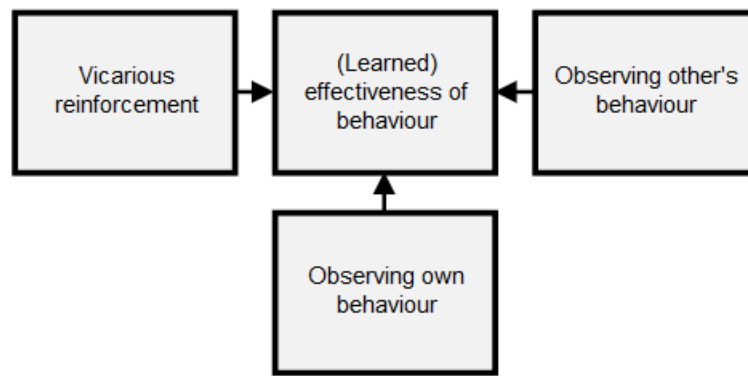 Vicarious
reinforcement
(Learned)
effectiveness of
behaviour
Observing other's
behaviour
Observing own
behaviour